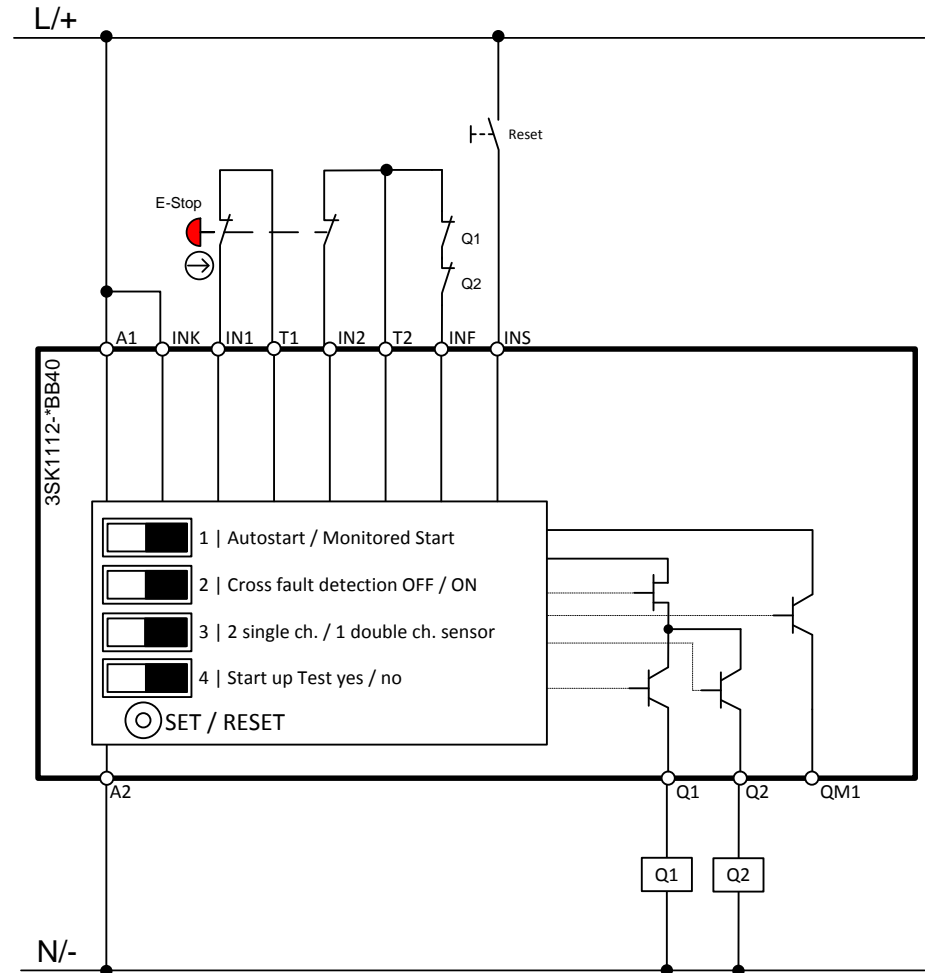 L/+
Reset
E-Stop
Q1
Q2
A1 INK IN1 T1 IN2 T2 INF INS
3SK1112-*BB40
1 | Autostart / Monitored Start
2 | Cross fault detection OFF / ON
3 | 2 single ch. / 1 double ch. sensor
4 | Start up Test yes / no
SET / RESET
A2 Q1 Q2 QM1
Q1 Q2
N/-